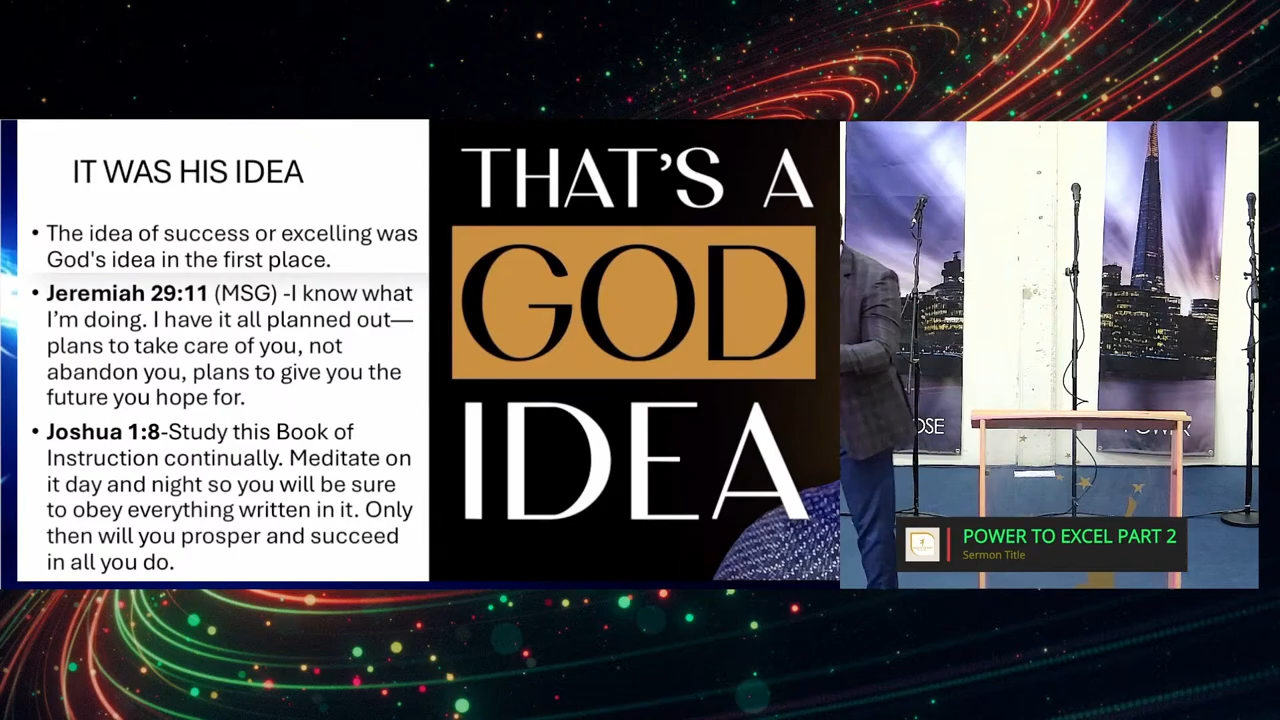 IT WAS HIS IDEA
• The idea of success or excelling was
God's idea in the first place.
• Jeremiah 29:11 (MSG) -I know what
I’m doing. I have it all planned out—
plans to take care of you, not
abandon you, plans to give you the
future you hope for.
• Joshua 1:8-Study this Book of
Instruction continually. Meditate on
it day and night so you will be sure
to obey everything written in it. Only
then will you prosper and succeed
in all you do.
THAT’S A
GOD
IDEA
OSE
POWER
POWER TO EXCEL PART 2
Sermon Title